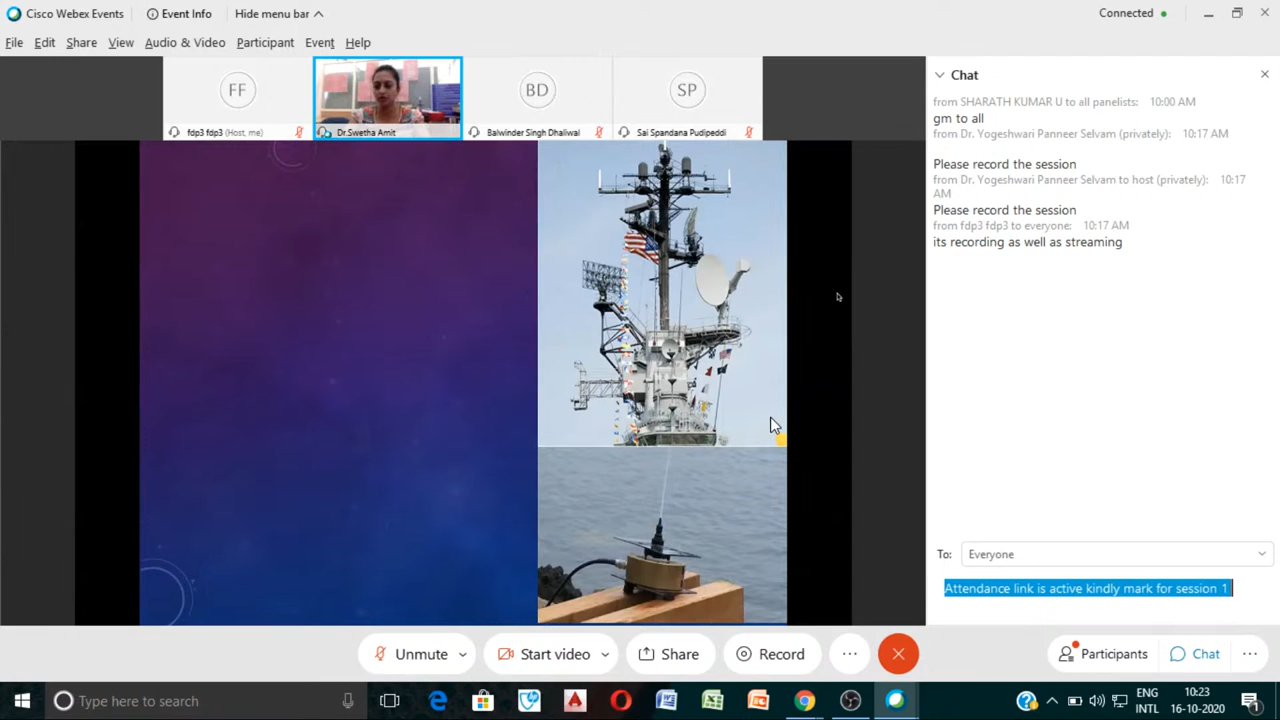 Cisco Webex Events
Event Info
Hide menu bar
Connected
File Edit Share View Audio & Video Participant Event Help
FF
fdp3 fdp3 (Host, me)
Dr.Swetha Amit
BD
Balwinder Singh Dhaliwal
SP
Sai Spandana Pudipeddi
Chat
from SHARATH KUMAR U to all panelists: 10:00 AM
gm to all
from Dr. Yogeshwari Panneer Selvam (privately): 10:17 AM
Please record the session
from Dr. Yogeshwari Panneer Selvam to host (privately): 10:17
AM
Please record the session
from fdp3 fdp3 to everyone: 10:17 AM
its recording as well as streaming
To: Everyone
Attendance link is active kindly mark for session 1
Unmute
Start video
Share
Record
Participants
Chat
Type here to search
ENG
INTL
10:23
16-10-2020
1